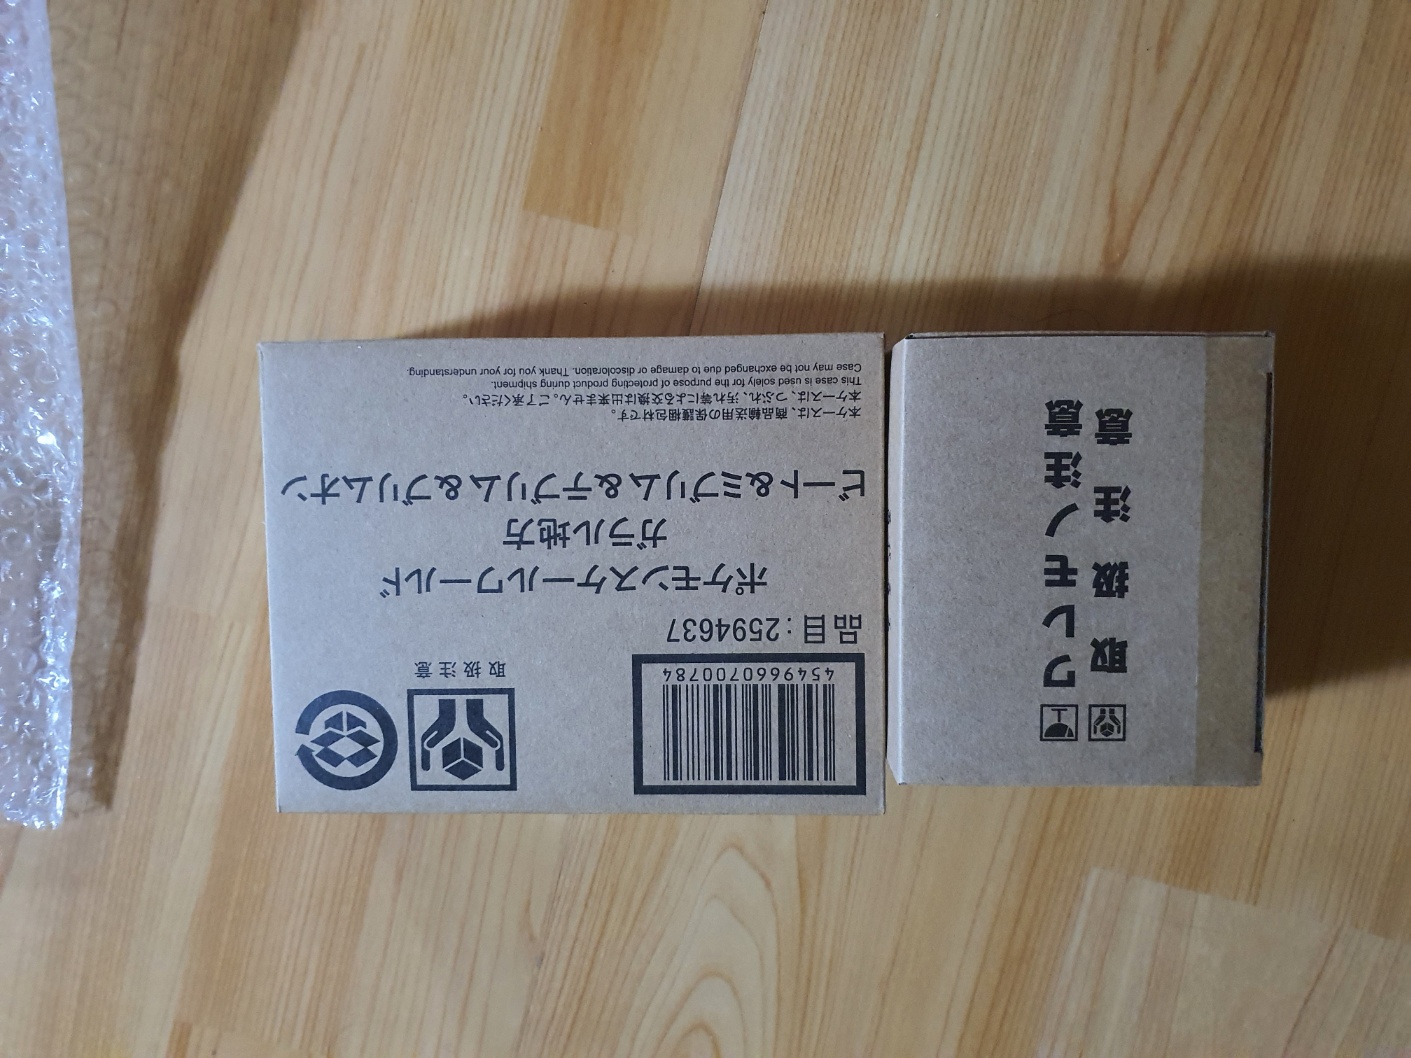 4549660700784
取扱注意
品目:2594637
ポケモンスケールワールド
ガラル地方
ビート&ミブリム&テブリム&ブリムオン
本ケースは、商品輸送用の保護梱包材です。
本ケースは、つぶれ、汚れ等による交換は出来ません。ご了承ください。
This case is used solely for the purpose of protecting product during shipment.
Case may not be exchanged due to damage or discoloration. Thank you for your understanding.
ワレモノ注意
取扱注意